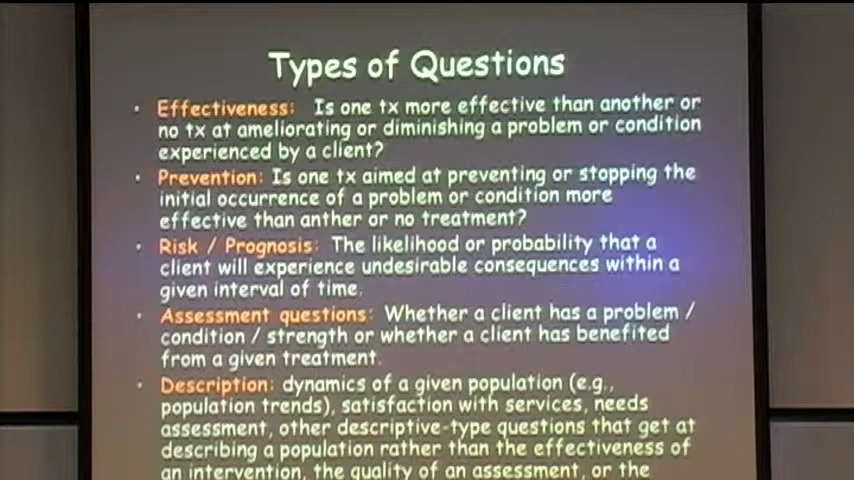 Types of Questions
• Effectiveness: Is one tx more effective than another or
no tx at ameliorating or diminishing a problem or condition
experienced by a client?
• Prevention: Is one tx aimed at preventing or stopping the
initial occurrence of a problem or condition more
effective than anther or no treatment?
• Risk / Prognosis: The likelihood or probability that a
client will experience undesirable consequences within a
given interval of time.
• Assessment questions: Whether a client has a problem /
condition / strength or whether a client has benefited
from a given treatment.
• Description: dynamics of a given population (e.g.,
population trends), satisfaction with services, needs
assessment, other descriptive-type questions that get at
describing a population rather than the effectiveness of
an intervention, the quality of an assessment, or the